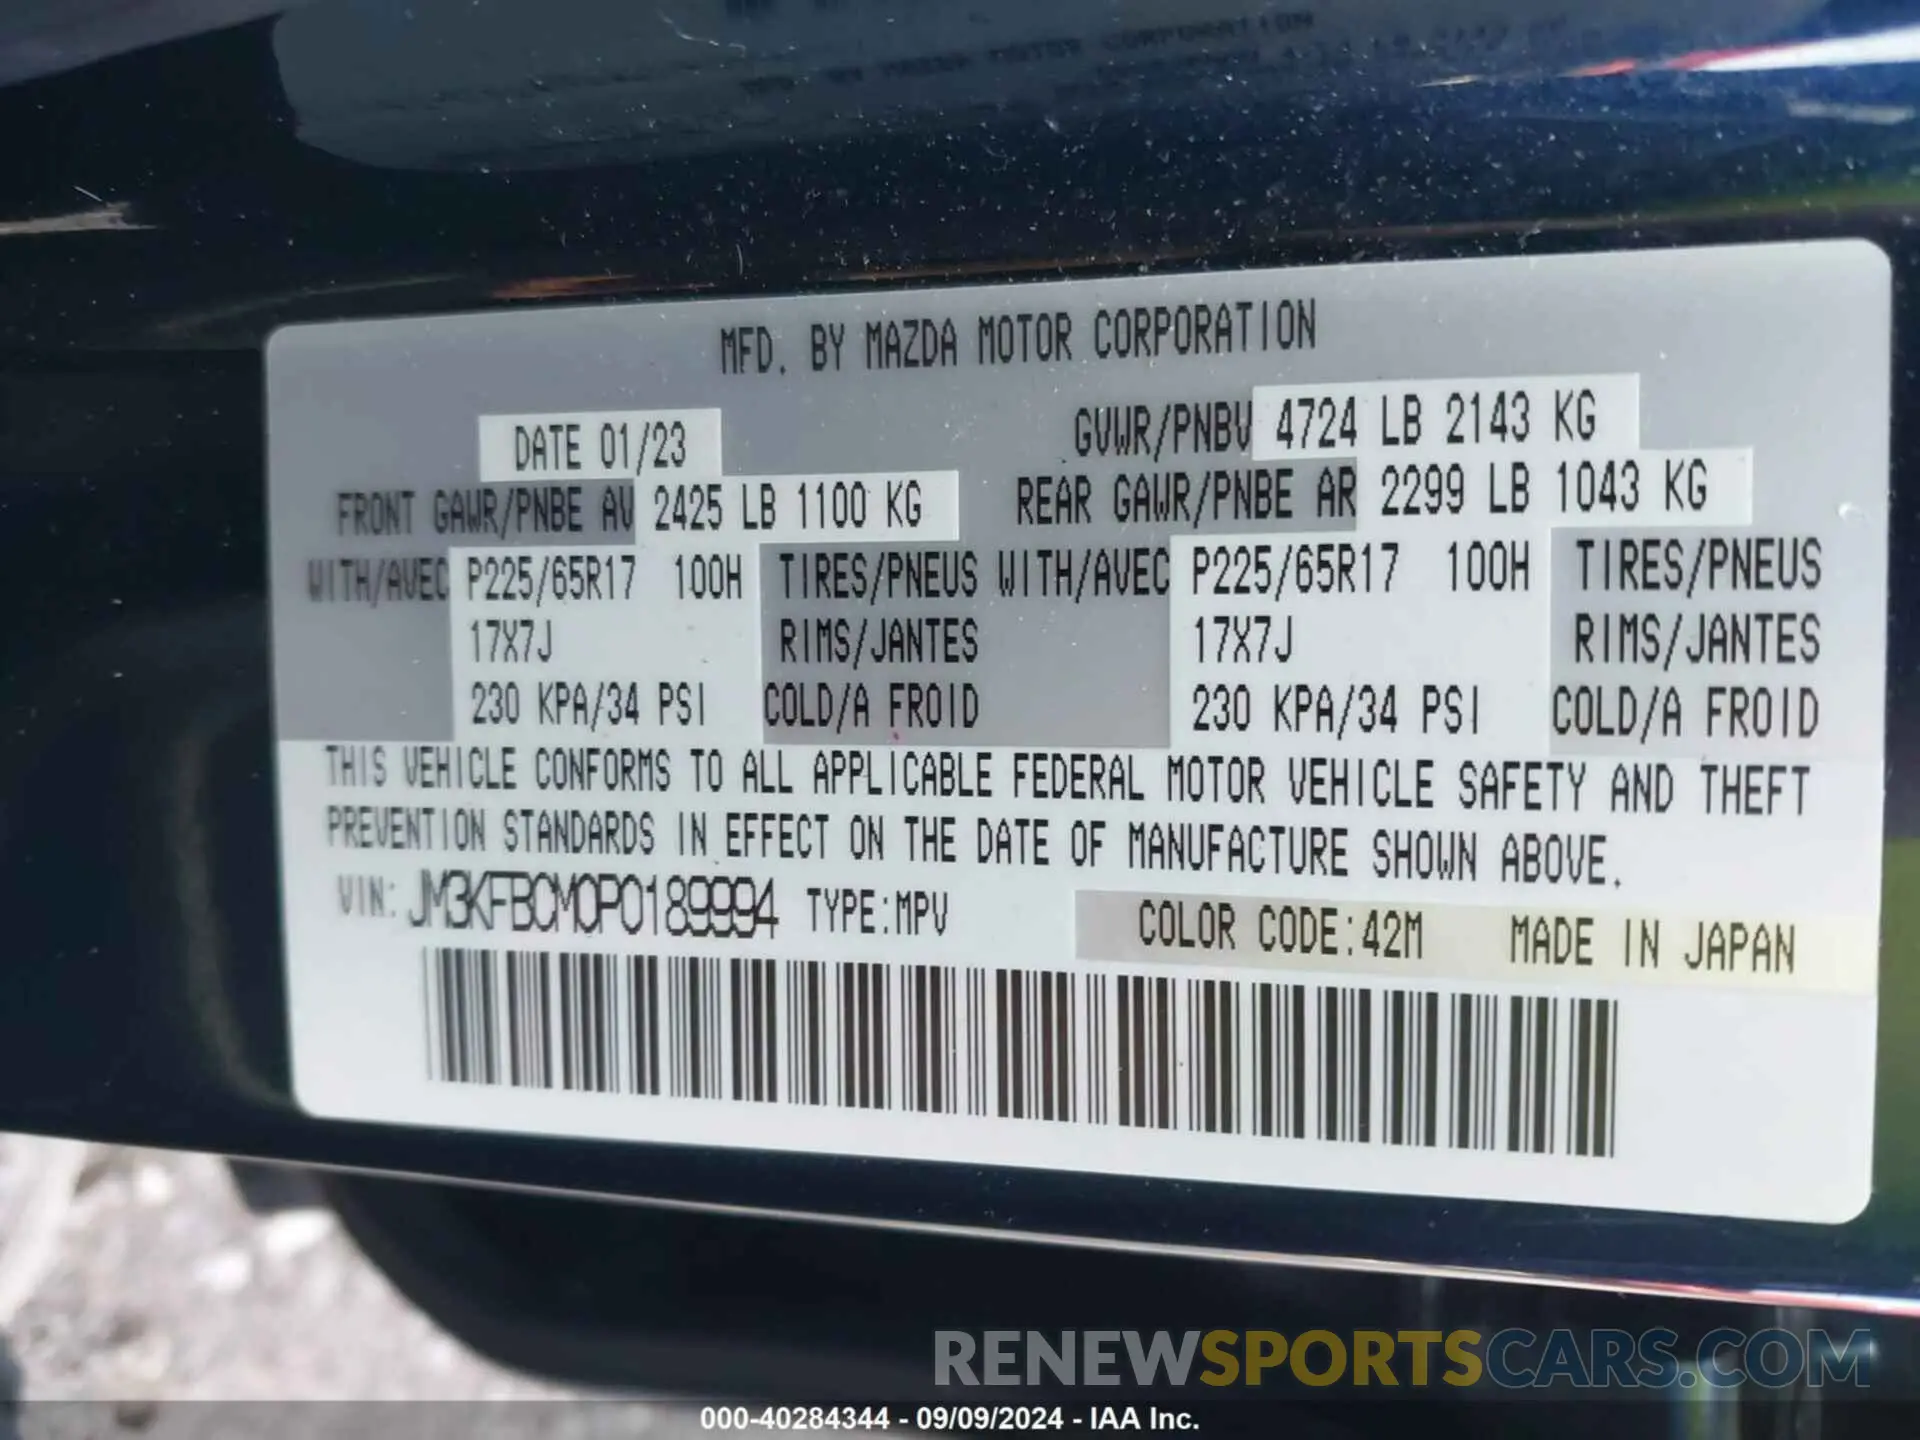 MFD. BY MAZDA MOTOR CORPORATION
DATE 01/23 GVWR/PNBV 4724 LB 2143 KG
FRONT GAWR/PNBE AV 2425 LB 1100 KG REAR GAWR/PNBE AR 2299 LB 1043 KG
WITH/AVEC P225/65R17 100H TIRES/PNEUS WITH/AVEC P225/65R17 100H TIRES/PNEUS
17X7J RIMS/JANTES 17X7J RIMS/JANTES
230 KPA/34 PSI COLD/A FROID 230 KPA/34 PSI COLD/A FROID
THIS VEHICLE CONFORMS TO ALL APPLICABLE FEDERAL MOTOR VEHICLE SAFETY AND THEFT
PREVENTION STANDARDS IN EFFECT ON THE DATE OF MANUFACTURE SHOWN ABOVE.
VIN: JM3KFBCM0P0189994 TYPE:MPV COLOR CODE:42M MADE IN JAPAN
RENEWSPORTSCARS.COM
000-40284344 - 09/09/2024 - IAA Inc.